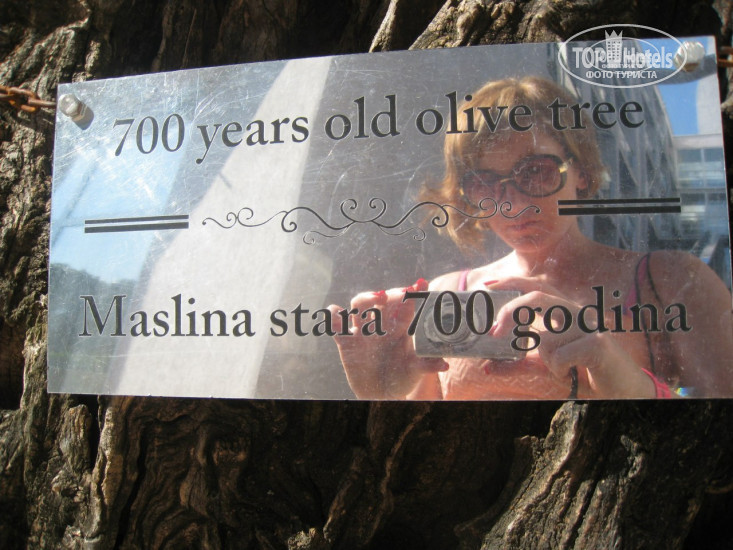 TOP Hotels
ФОТО ТУРИСТА
700 years old olive tree
Maslina stara 700 godina